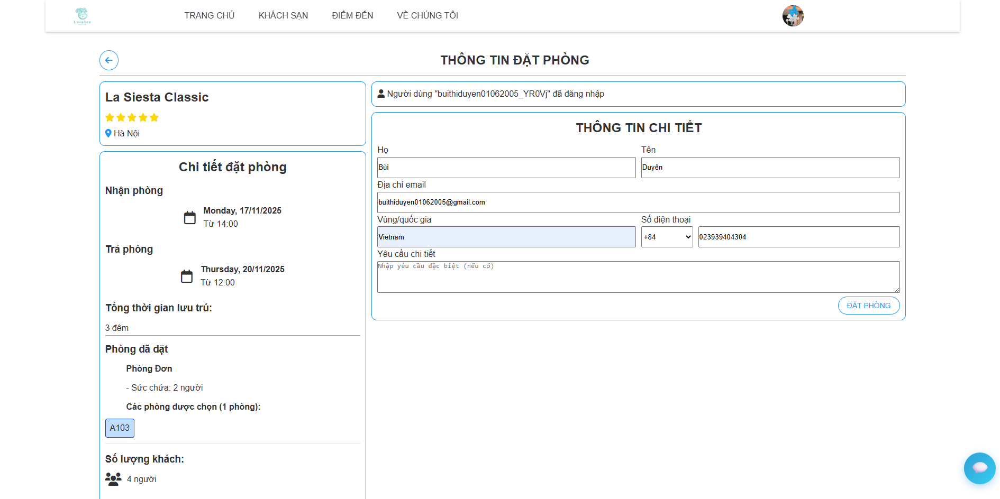 Lavalise
TRANG CHỦ KHÁCH SẠN ĐIỂM ĐẾN VỀ CHÚNG TÔI
THÔNG TIN ĐẶT PHÒNG
La Siesta Classic
Hà Nội
Chi tiết đặt phòng
Nhận phòng
Monday, 17/11/2025
Từ 14:00
Trả phòng
Thursday, 20/11/2025
Từ 12:00
Tổng thời gian lưu trú:
3 đêm
Phòng đã đặt
Phòng Đơn
- Sức chứa: 2 người
Các phòng được chọn (1 phòng):
A103
Số lượng khách:
4 người
Người dùng "buithiduyen01062005_YR0Vj" đã đăng nhập
THÔNG TIN CHI TIẾT
Họ Tên
Bùi Duyên
Địa chỉ email
buithiduyen01062005@gmail.com
Vùng/quốc gia Số điện thoại
Vietnam +84 023939404304
Yêu cầu chi tiết
Nhập yêu cầu đặc biệt (nếu có)
ĐẶT PHÒNG